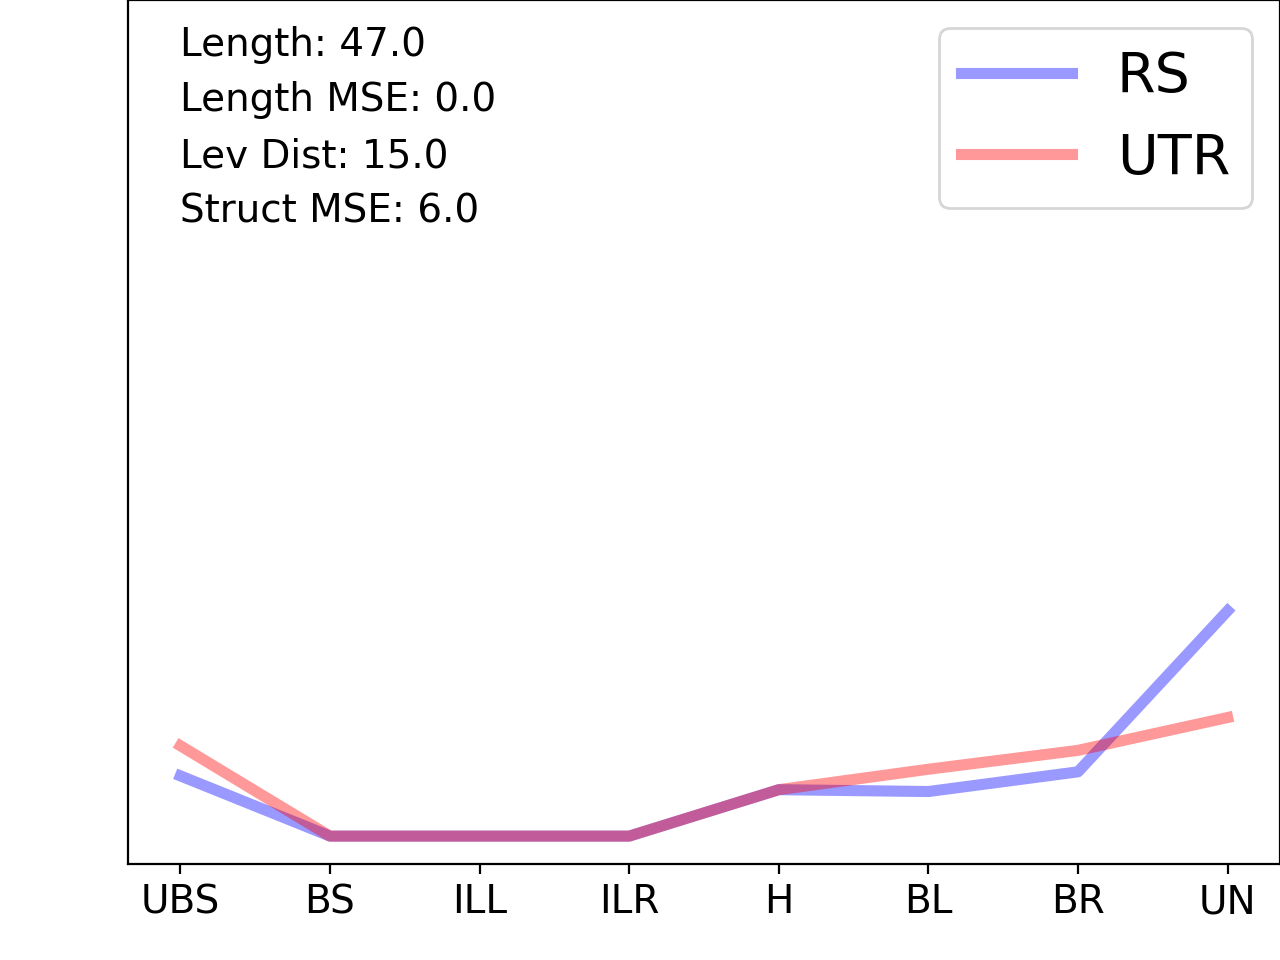 Length: 47.0
Length MSE: 0.0
Lev Dist: 15.0
Struct MSE: 6.0
RS
UTR
UBS BS ILL ILR H BL BR UN